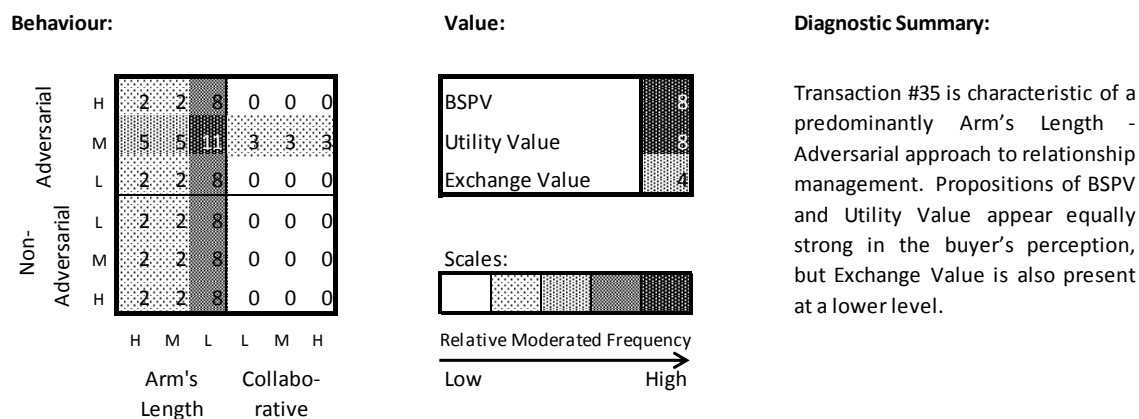 Behaviour:
Adversarial
Non-
Adversarial
H 2 2 8 0 0 0
M 5 5 11 3 3 3
L 2 2 8 0 0 0
L 2 2 8 0 0 0
M 2 2 8 0 0 0
H 2 2 8 0 0 0
H M L L M H
Arm's
Length
Collabo-
rative
Value:
BSPV 8
Utility Value 8
Exchange Value 4
Scales:
Relative Moderated Frequency
Low High
Diagnostic Summary:
Transaction #35 is characteristic of a
predominantly Arm’s Length -
Adversarial approach to relationship
management. Propositions of BSPV
and Utility Value appear equally
strong in the buyer’s perception,
but Exchange Value is also present
at a lower level.